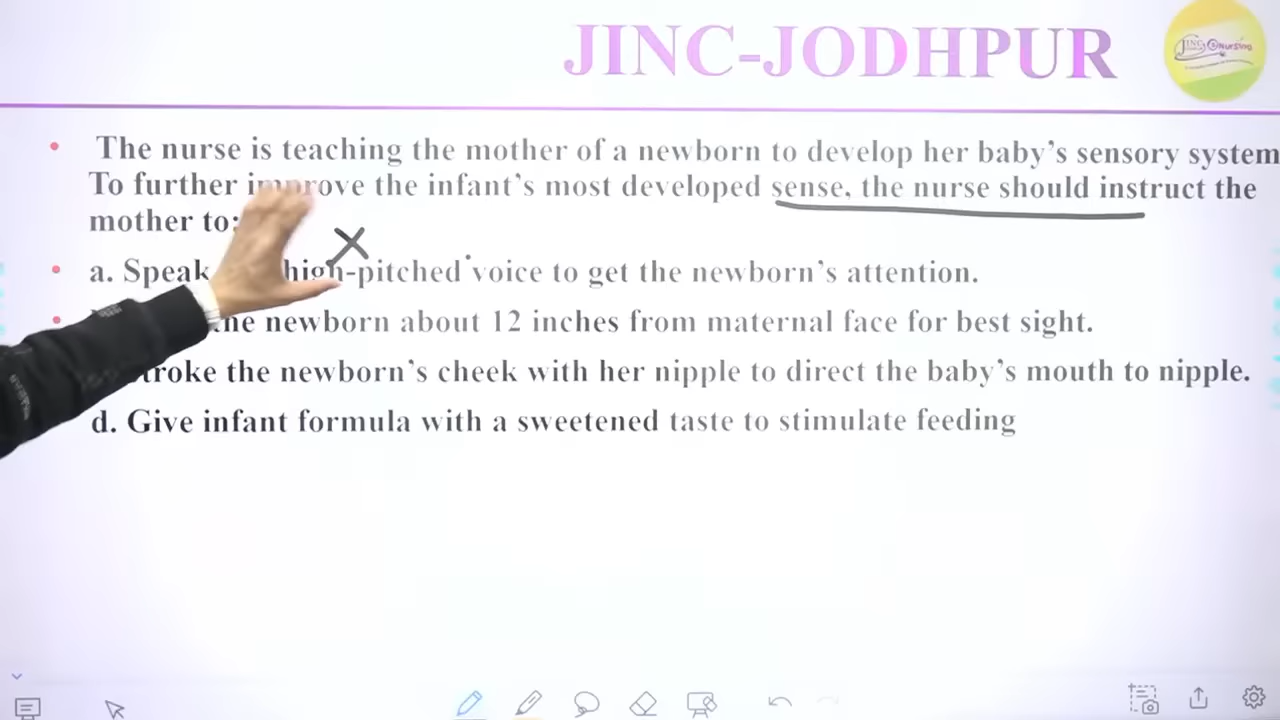 JINC-JODHPUR
JINC e Nursing
• The nurse is teaching the mother of a newborn to develop her baby’s sensory system
To further improve the infant’s most developed sense, the nurse should instruct the
mother to:
• a. Speak high-pitched voice to get the newborn’s attention.
• the newborn about 12 inches from maternal face for best sight.
the newborn’s cheek with her nipple to direct the baby’s mouth to nipple.
d. Give infant formula with a sweetened taste to stimulate feeding